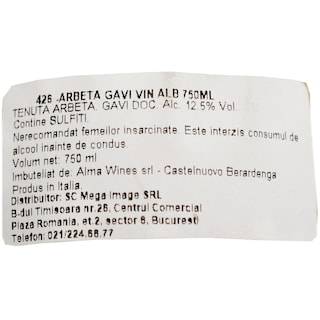 426 .ARBETA GAVI VIN ALB 750ML
TENUTA ARBETA. GAVI DOC. Alc. 12.5% Vol.
Contine SULFITI.
Nerecomandat femeilor insarcinate. Este interzis consumul de
alcool inainte de condus.
Volum net: 750 ml
Imbuteliat de: Alma Wines srl - Castelnuovo Berardenga
Produs in Italia.
Distribuitor: SC Mega Image SRL
B-dul Timisoara nr.26, Centrul Comercial
Plaza Romania, et.2, sector 6, Bucuresti
Telefon: 021/224.66.77